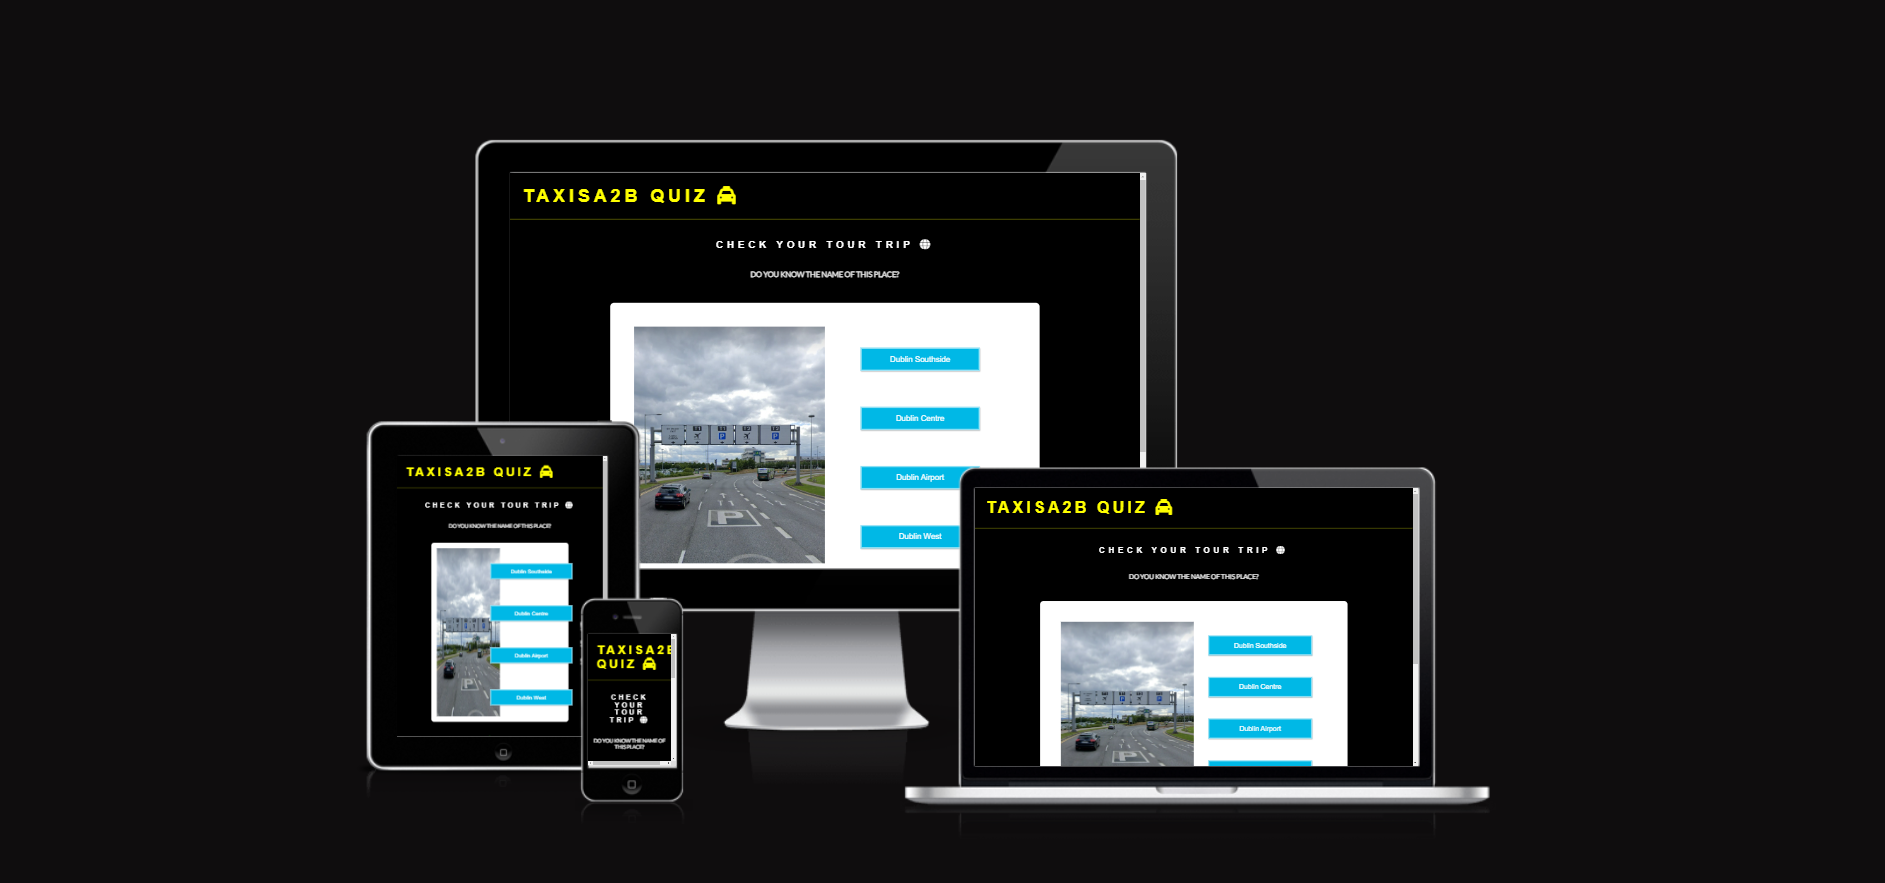 TAXISA2B QUIZ
CHECK YOUR TOUR TRIP
DO YOU KNOW THE NAME OF THIS PLACE?
Dublin Southside
Dublin Centre
Dublin Airport
Dublin West
T1
T1
T2
T2
P
P
P
TAXISA2B QUIZ
CHECK YOUR TOUR TRIP
DO YOU KNOW THE NAME OF THIS PLACE?
Dublin Southside
Dublin Centre
Dublin Airport
Dublin West
P
TAXISA2B
QUIZ
CHECK
YOUR
TOUR
TRIP
DO YOU KNOW THE NAME OF
THIS PLACE?
TAXISA2B QUIZ
CHECK YOUR TOUR TRIP
DO YOU KNOW THE NAME OF THIS PLACE?
Dublin Southside
Dublin Centre
Dublin Airport
P